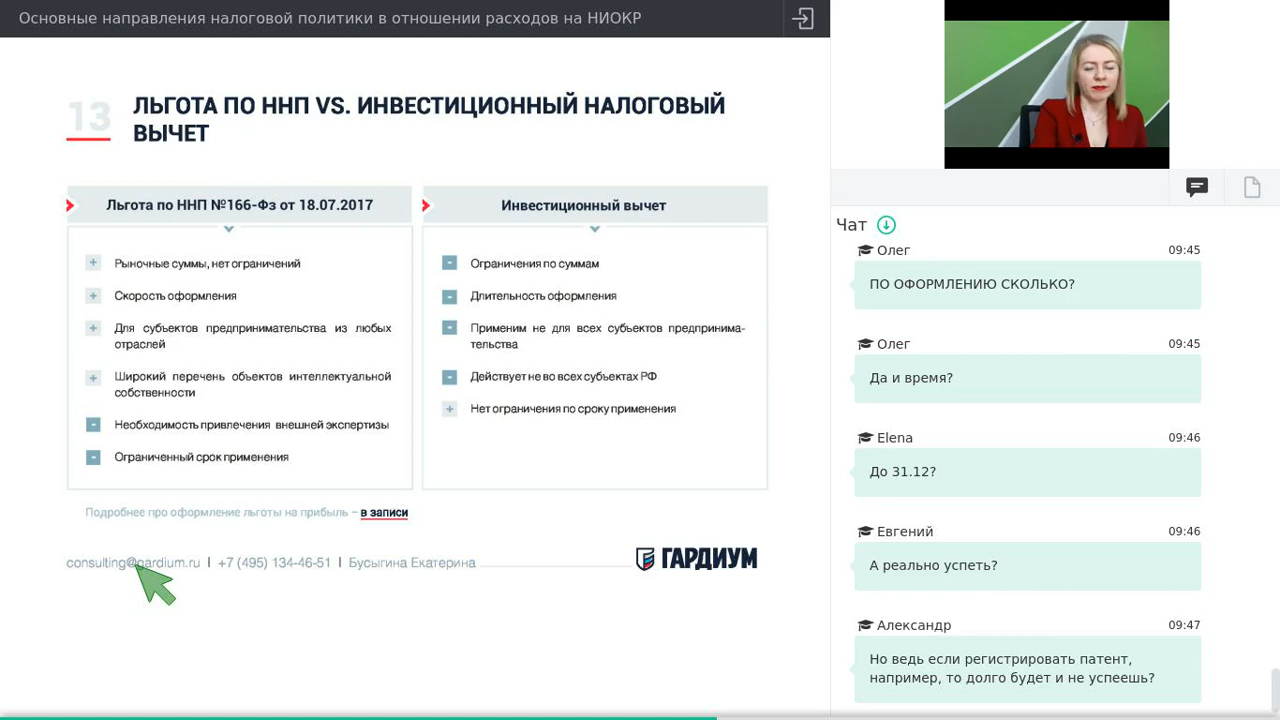 Основные направления налоговой политики в отношении расходов на НИОКР
13
ЛЬГОТА ПО ННП VS. ИНВЕСТИЦИОННЫЙ НАЛОГОВЫЙ
ВЫЧЕТ
Льгота по ННП №166-Фз от 18.07.2017
+ Рыночные суммы, нет ограничений
+ Скорость оформления
+ Для субъектов предпринимательства из любых
отраслей
+ Широкий перечень объектов интеллектуальной
собственности
- Необходимость привлечения внешней экспертизы
- Ограниченный срок применения
Инвестиционный вычет
- Ограничения по суммам
- Длительность оформления
- Применим не для всех субъектов предпринима-
тельства
- Действует не во всех субъектах РФ
+ Нет ограничения по сроку применения
Подробнее про оформление льготы на прибыль – в записи
consulting@gardium.ru | +7 (495) 134-46-51 | Бусыгина Екатерина
ГАРДИУМ
Чат
Олег 09:45
ПО ОФОРМЛЕНИЮ СКОЛЬКО?
Олег 09:45
Да и время?
Elena 09:46
До 31.12?
Евгений 09:46
А реально успеть?
Александр 09:47
Но ведь если регистрировать патент,
например, то долго будет и не успеешь?